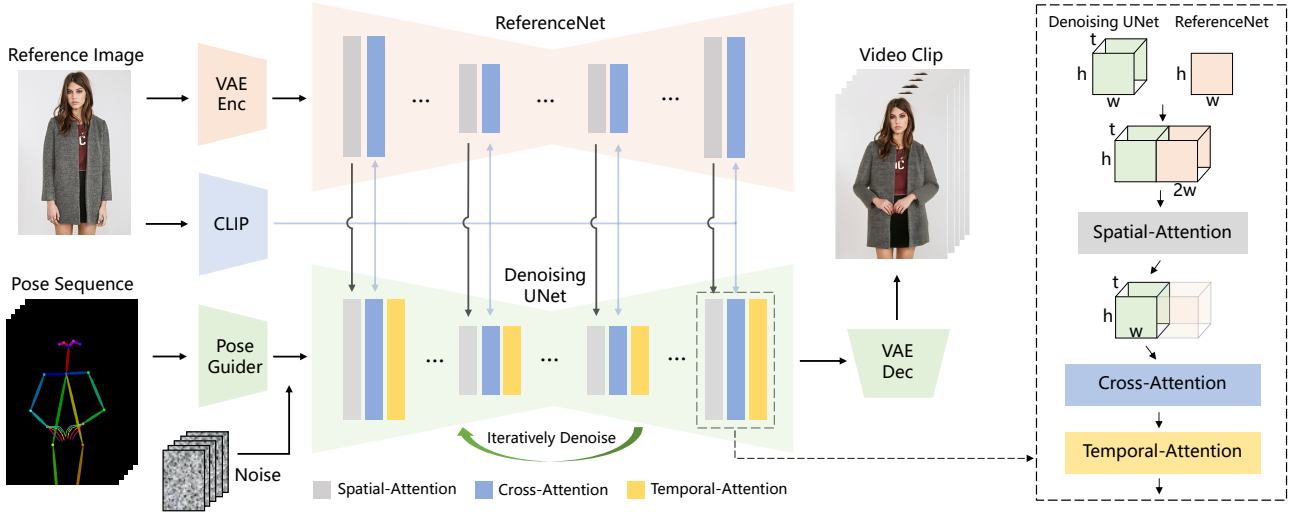 ReferenceNet
Reference Image
VAE
Enc
...
...
...
CLIP
Video Clip
Denoising
UNet
Pose Sequence
Pose
Guider
...
...
...
VAE
Dec
Iteratively Denoise
Noise
Spatial-Attention
Cross-Attention
Temporal-Attention
Denoising UNet
ReferenceNet
t
h
w
h
w
t
h
2w
Spatial-Attention
t
h
w
Cross-Attention
Temporal-Attention